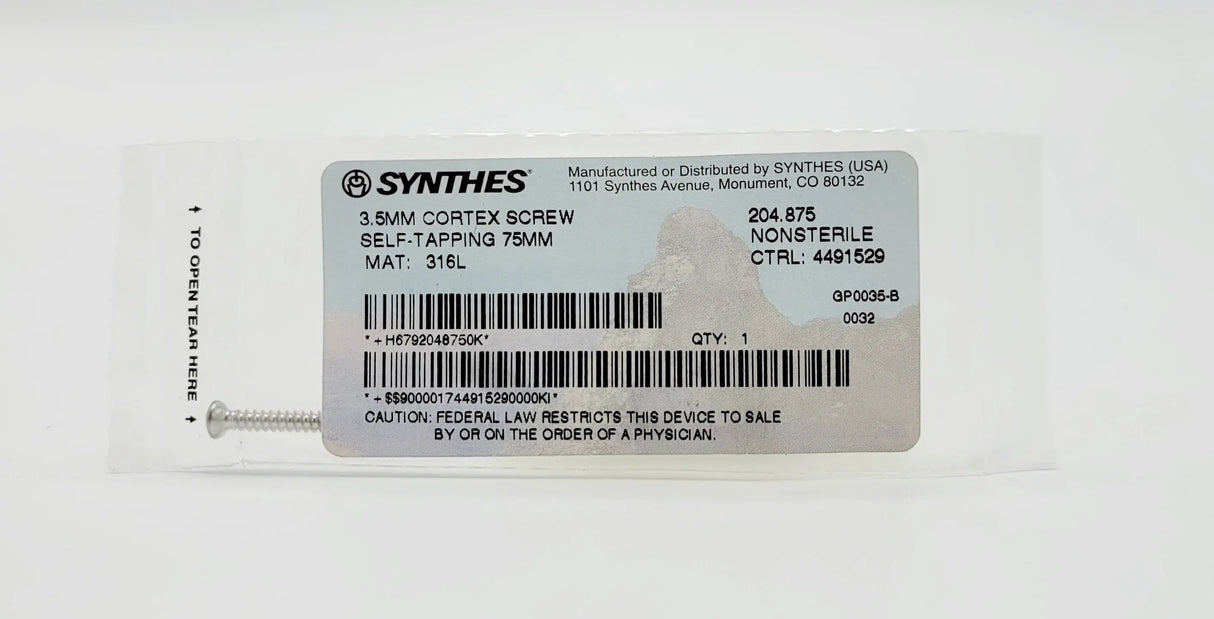 SYNTHES®
Manufactured or Distributed by SYNTHES (USA)
1101 Synthes Avenue, Monument, CO 80132
3.5MM CORTEX SCREW
SELF-TAPPING 75MM
MAT: 316L
204.875
NONSTERILE
CTRL: 4491529
GP0035-B
0032
*+H6792048750K*
QTY: 1
*+$$900001744915290000KI*
CAUTION: FEDERAL LAW RESTRICTS THIS DEVICE TO SALE
BY OR ON THE ORDER OF A PHYSICIAN.
↑ TO OPEN TEAR HERE ↓